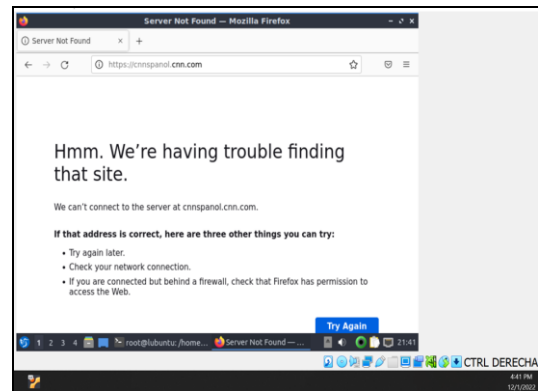 Server Not Found — Mozilla Firefox
Server Not Found
https://cnnspanol.cnn.com
Hmm. We're having trouble finding
that site.
We can't connect to the server at cnnspanol.cnn.com.
If that address is correct, here are three other things you can try:
• Try again later.
• Check your network connection.
• If you are connected but behind a firewall, check that Firefox has permission to
access the Web.
Try Again
1 2 3 4 root@lubuntu: /home... Server Not Found — ... 21:41
CTRL DERECHA
4:41 PM
12/1/2022